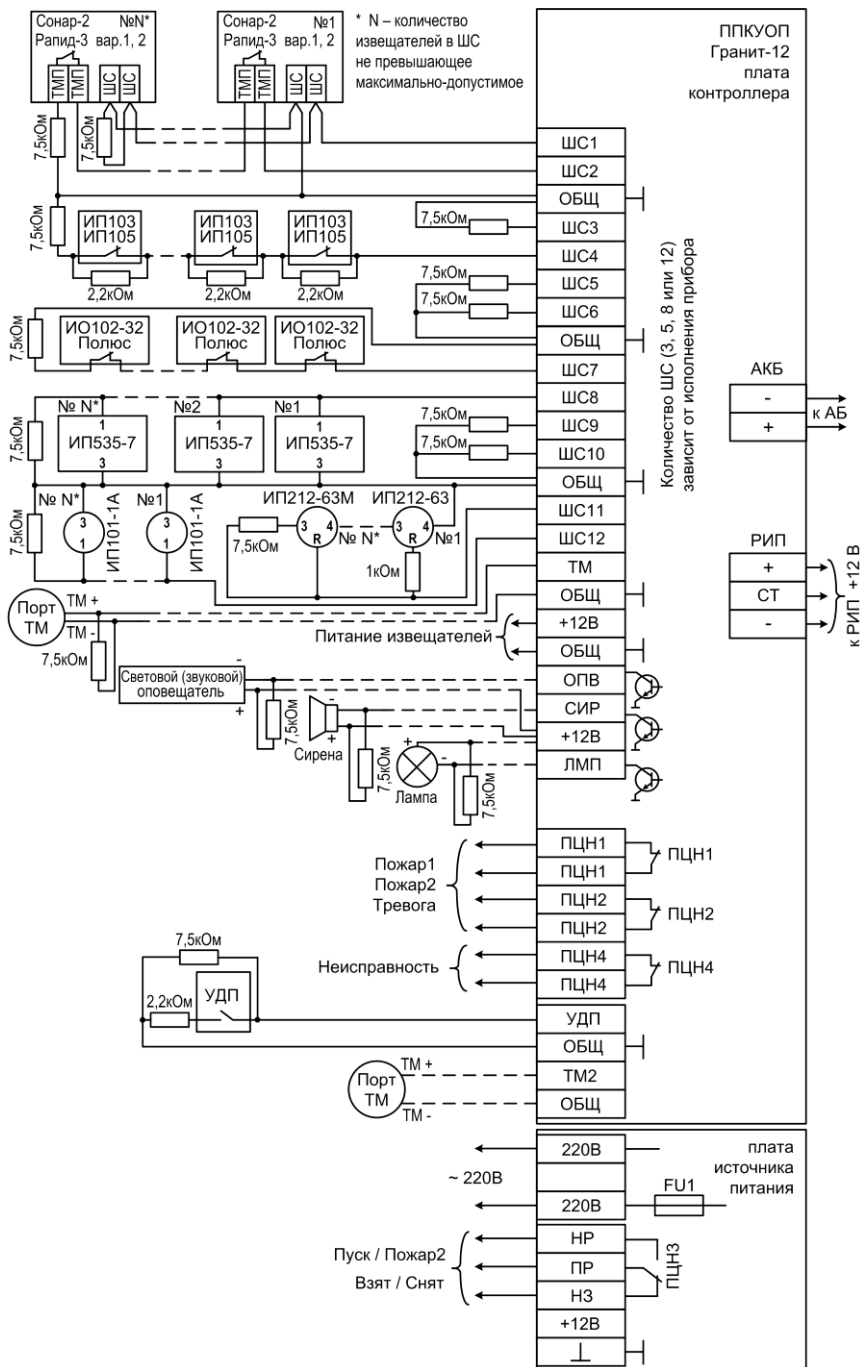 Сонар-2 №N*
Рапид-3 вар.1, 2
ТМП
ТМП
ШС
ШС
Сонар-2 №1
Рапид-3 вар.1, 2
ТМП
ТМП
ШС
ШС
* N – количество
извещателей в ШС
не превышающее
максимально-допустимое
ППКУОП
Гранит-12
плата
контроллера
7,5кОм
7,5кОм
7,5кОм
ИП103
ИП105
ИП103
ИП105
ИП103
ИП105
2,2кОм
2,2кОм
2,2кОм
7,5кОм
7,5кОм
7,5кОм
7,5кОм
ИО102-32
Полюс
ИО102-32
Полюс
ИО102-32
Полюс
7,5кОм
№ N*
№2
№1
1
ИП535-7
3
1
ИП535-7
3
1
ИП535-7
3
7,5кОм
7,5кОм
7,5кОм
№ N*
3
1
ИП101-1А
№1
3
1
ИП101-1А
ИП212-63М
ИП212-63
7,5кОм
3
4
R
№ N*
3
4
R
№1
1кОм
Порт
ТМ
ТМ +
ТМ -
7,5кОм
Питание извещателей
Световой (звуковой)
оповещатель
-
+
7,5кОм
Сирена
-
+
7,5кОм
Лампа
+
-
7,5кОм
ШС1
ШС2
ОБЩ
ШС3
ШС4
ШС5
ШС6
ОБЩ
ШС7
ШС8
ШС9
ШС10
ОБЩ
ШС11
ШС12
ТМ
ОБЩ
+12В
ОБЩ
ОПВ
СИР
+12В
ЛМП
Количество ШС (3, 5, 8 или 12)
зависит от исполнения прибора
АКБ
-
+
к АБ
РИП
+
СТ
-
к РИП +12 В
Пожар1
Пожар2
Тревога
Неисправность
ПЦН1
ПЦН1
ПЦН2
ПЦН2
ПЦН4
ПЦН4
ПЦН1
ПЦН2
ПЦН4
7,5кОм
2,2кОм
УДП
УДП
ОБЩ
ТМ2
ОБЩ
Порт
ТМ
ТМ +
ТМ -
~ 220В
220В
220В
FU1
плата
источника
питания
Пуск / Пожар2
Взят / Снят
НР
ПР
НЗ
+12В
ПЦН3